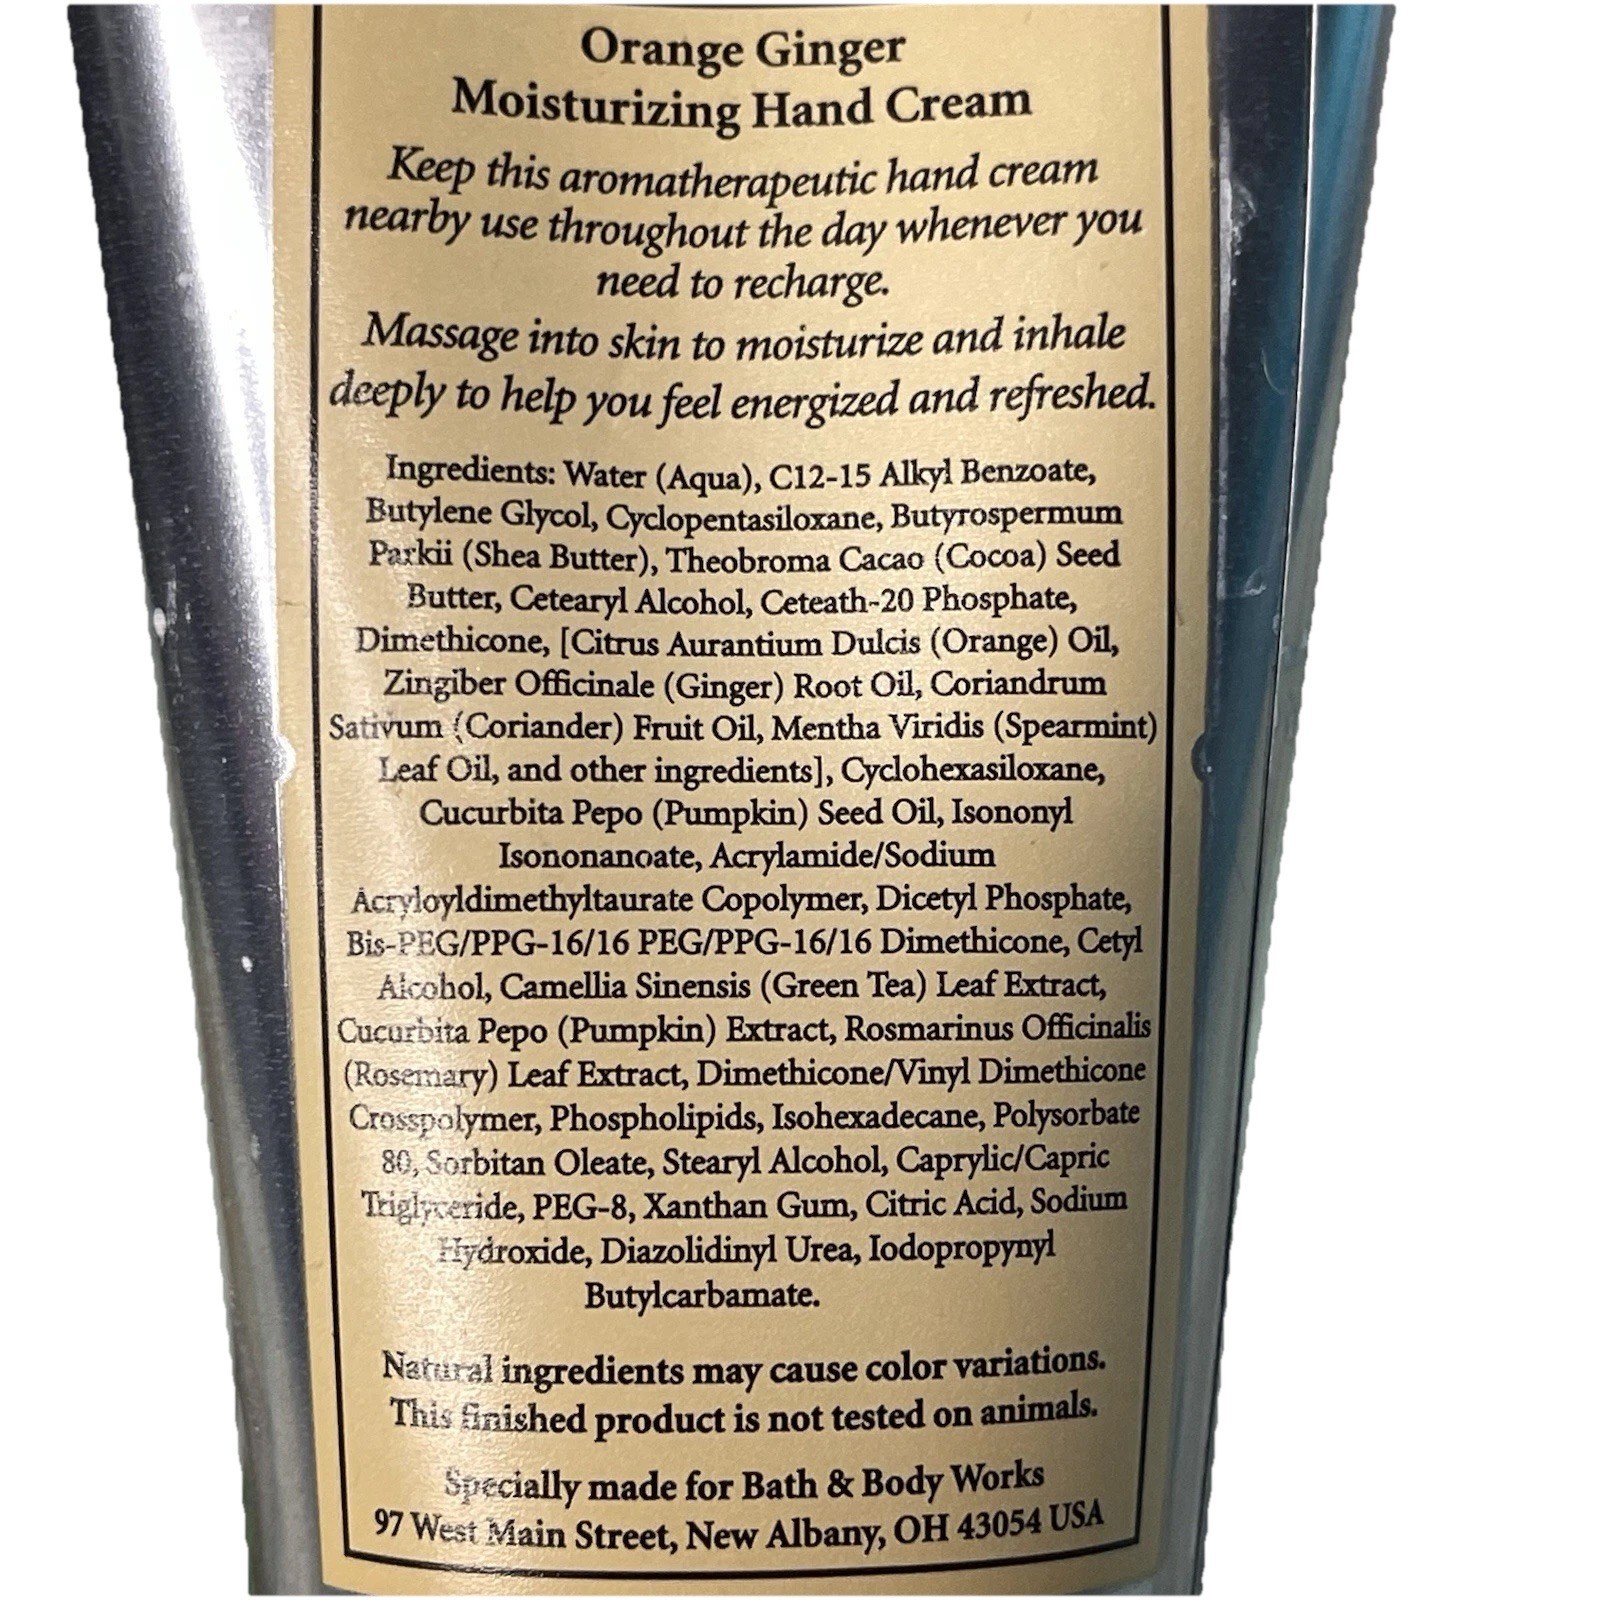 Orange Ginger
Moisturizing Hand Cream
Keep this aromatherapeutic hand cream
nearby use throughout the day whenever you
need to recharge.
Massage into skin to moisturize and inhale
deeply to help you feel energized and refreshed.
Ingredients: Water (Aqua), C12-15 Alkyl Benzoate,
Butylene Glycol, Cyclopentasiloxane, Butyrospermum
Parkii (Shea Butter), Theobroma Cacao (Cocoa) Seed
Butter, Cetearyl Alcohol, Ceteath-20 Phosphate,
Dimethicone, [Citrus Aurantium Dulcis (Orange) Oil,
Zingiber Officinale (Ginger) Root Oil, Coriandrum
Sativum (Coriander) Fruit Oil, Mentha Viridis (Spearmint)
Leaf Oil, and other ingredients], Cyclohexasiloxane,
Cucurbita Pepo (Pumpkin) Seed Oil, Isononyl
Isononanoate, Acrylamide/Sodium
Acryloyldimethyltaurate Copolymer, Dicetyl Phosphate,
Bis-PEG/PPG-16/16 PEG/PPG-16/16 Dimethicone, Cetyl
Alcohol, Camellia Sinensis (Green Tea) Leaf Extract,
Cucurbita Pepo (Pumpkin) Extract, Rosmarinus Officinalis
(Rosemary) Leaf Extract, Dimethicone/Vinyl Dimethicone
Crosspolymer, Phospholipids, Isohexadecane, Polysorbate
80, Sorbitan Oleate, Stearyl Alcohol, Caprylic/Capric
Triglyceride, PEG-8, Xanthan Gum, Citric Acid, Sodium
Hydroxide, Diazolidinyl Urea, Iodopropynyl
Butylcarbamate.
Natural ingredients may cause color variations.
This finished product is not tested on animals.
Specially made for Bath & Body Works
97 West Main Street, New Albany, OH 43054 USA